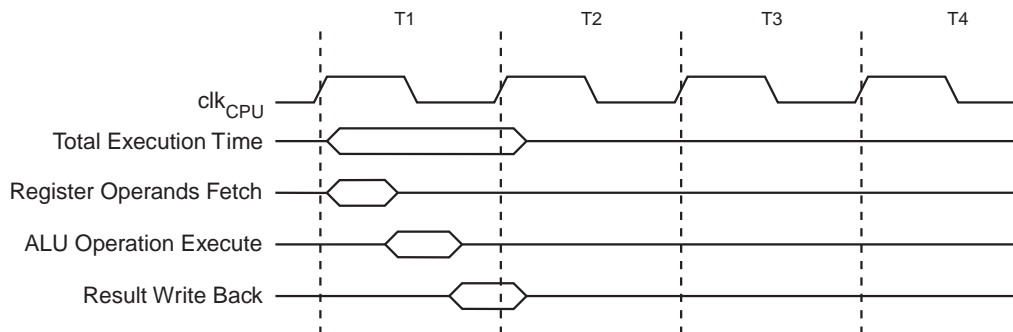 T1 T2 T3 T4
clkCPU
Total Execution Time
Register Operands Fetch
ALU Operation Execute
Result Write Back